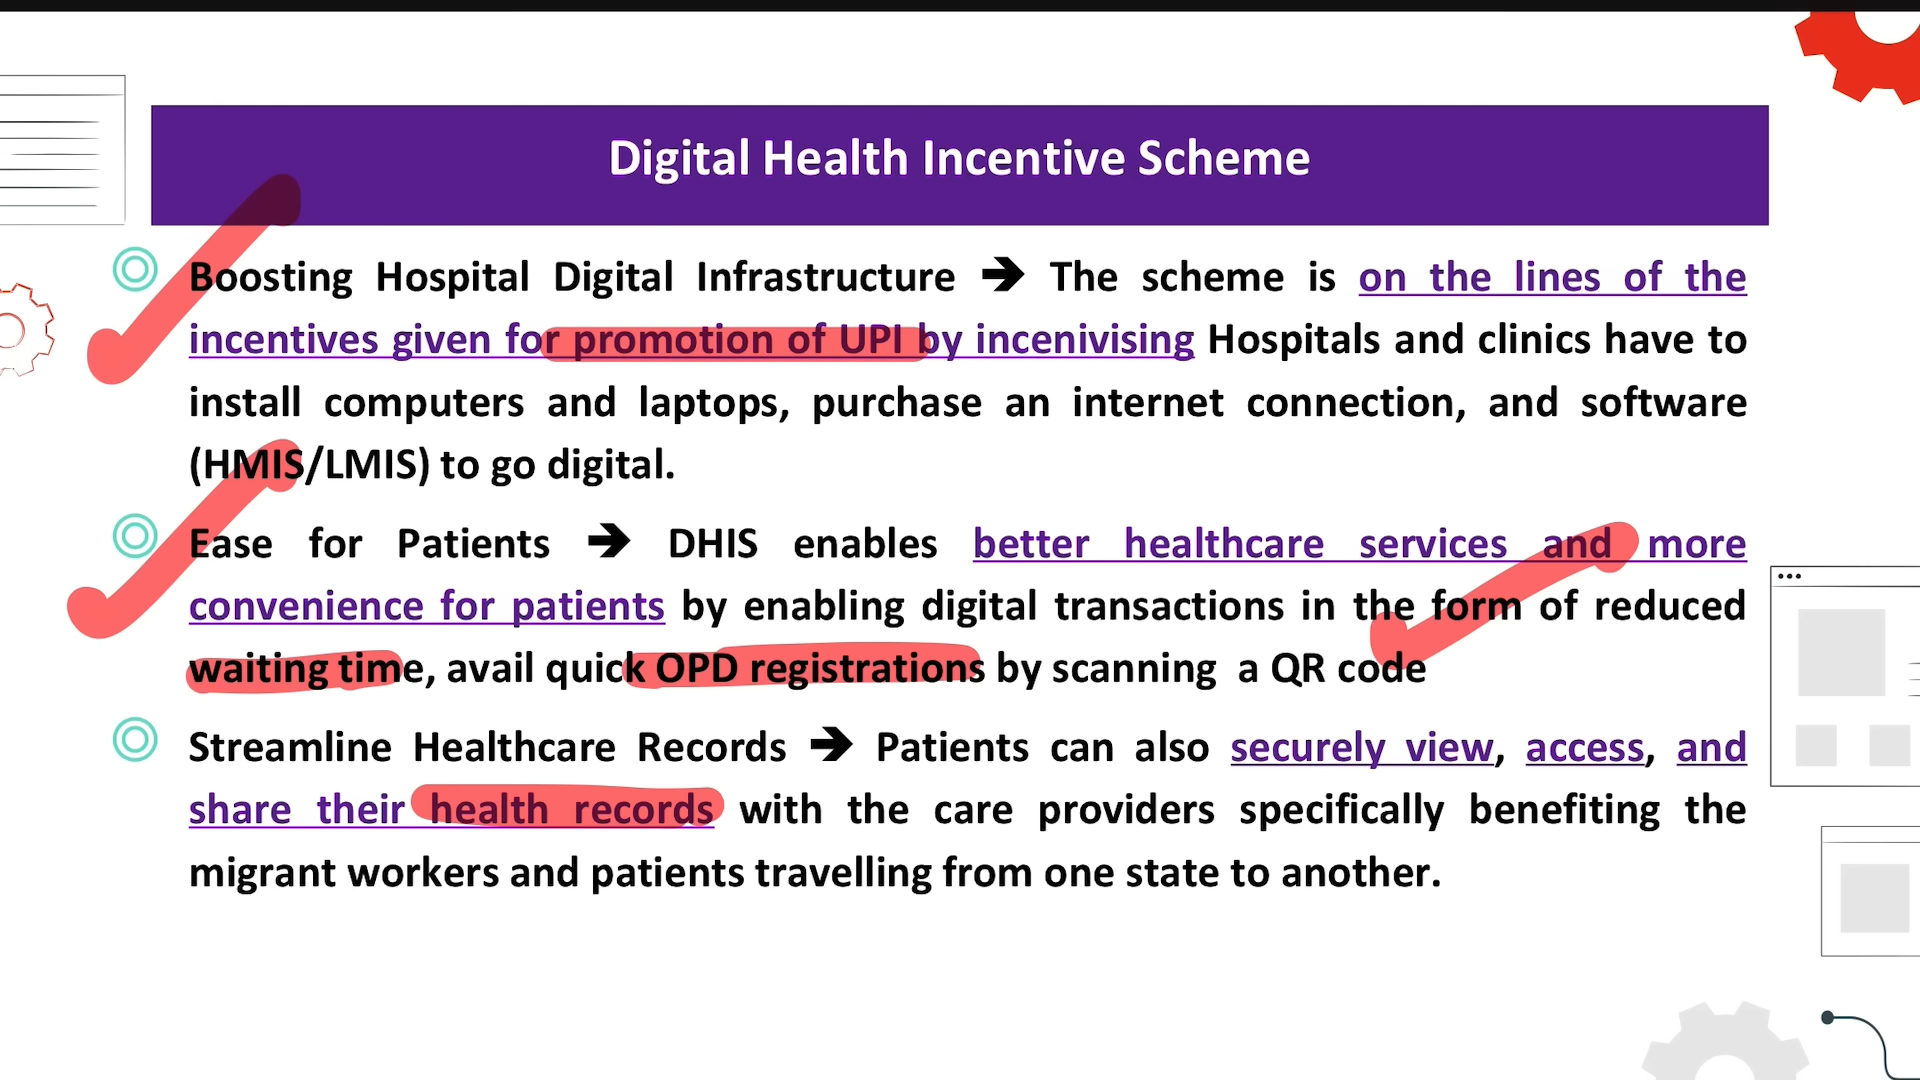 Digital Health Incentive Scheme
Boosting Hospital Digital Infrastructure ➔ The scheme is on the lines of the
incentives given for promotion of UPI by incenivising Hospitals and clinics have to
install computers and laptops, purchase an internet connection, and software
(HMIS/LMIS) to go digital.
Ease for Patients ➔ DHIS enables better healthcare services and more
convenience for patients by enabling digital transactions in the form of reduced
waiting time, avail quick OPD registrations by scanning a QR code
Streamline Healthcare Records ➔ Patients can also securely view, access, and
share their health records with the care providers specifically benefiting the
migrant workers and patients travelling from one state to another.